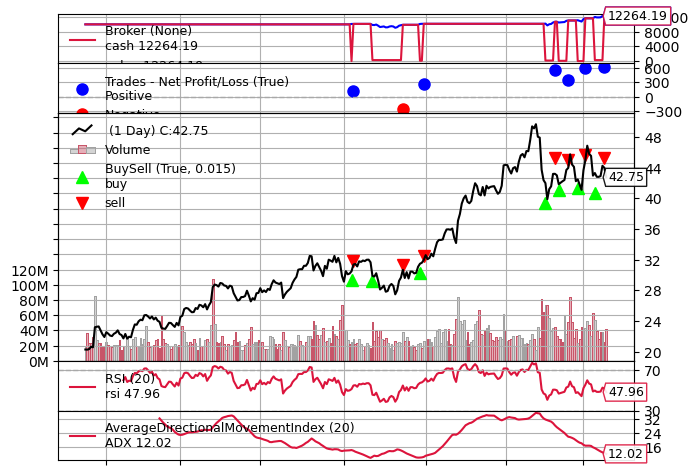 Broker (None)
cash 12264.19
12264.19
8000
4000
0
Trades - Net Profit/Loss (True)
Positive
Negative
600
300
0
−300
(1 Day) C:42.75
Volume
BuySell (True, 0.015)
buy
sell
48
44
42.75
40
36
32
28
24
20
120M
100M
80M
60M
40M
20M
0M
RSI (20)
rsi 47.96
70
47.96
AverageDirectionalMovementIndex (20)
ADX 12.02
30
32
24
16
12.02